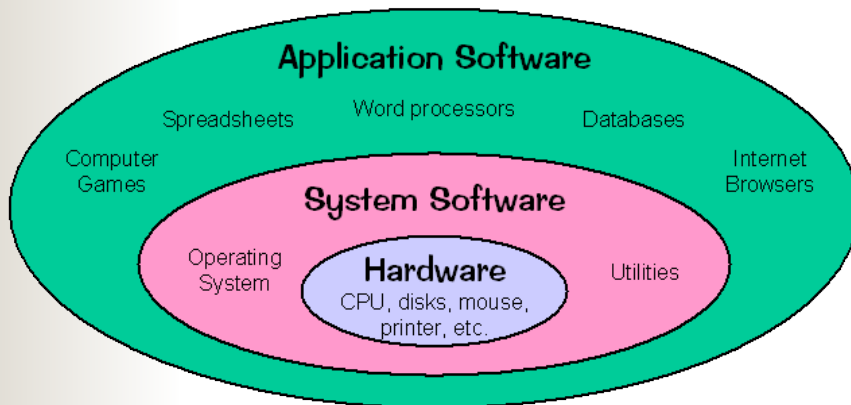 Application Software
Spreadsheets
Word processors
Databases
Computer
Games
Internet
Browsers
System Software
Operating
System
Utilities
Hardware
CPU, disks, mouse,
printer, etc.